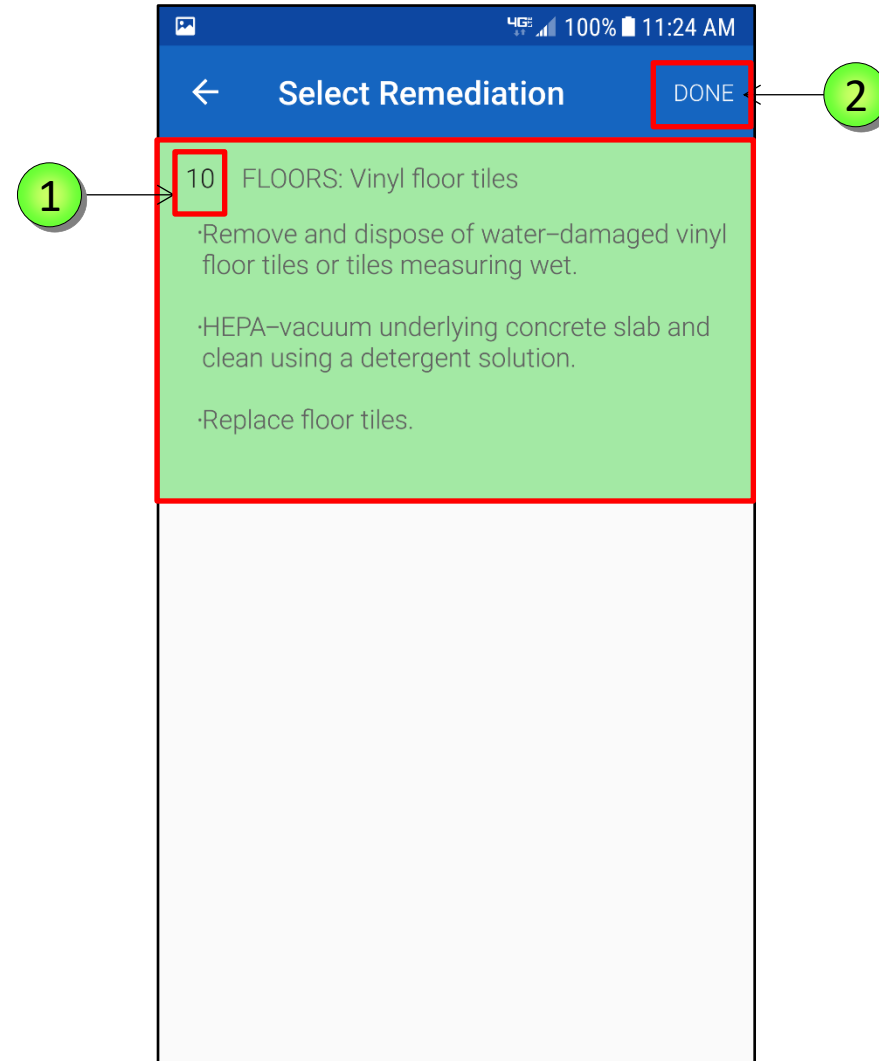 4G 100% 11:24 AM
Select Remediation DONE
2
1
10 FLOORS: Vinyl floor tiles
·Remove and dispose of water–damaged vinyl
floor tiles or tiles measuring wet.
·HEPA–vacuum underlying concrete slab and
clean using a detergent solution.
·Replace floor tiles.